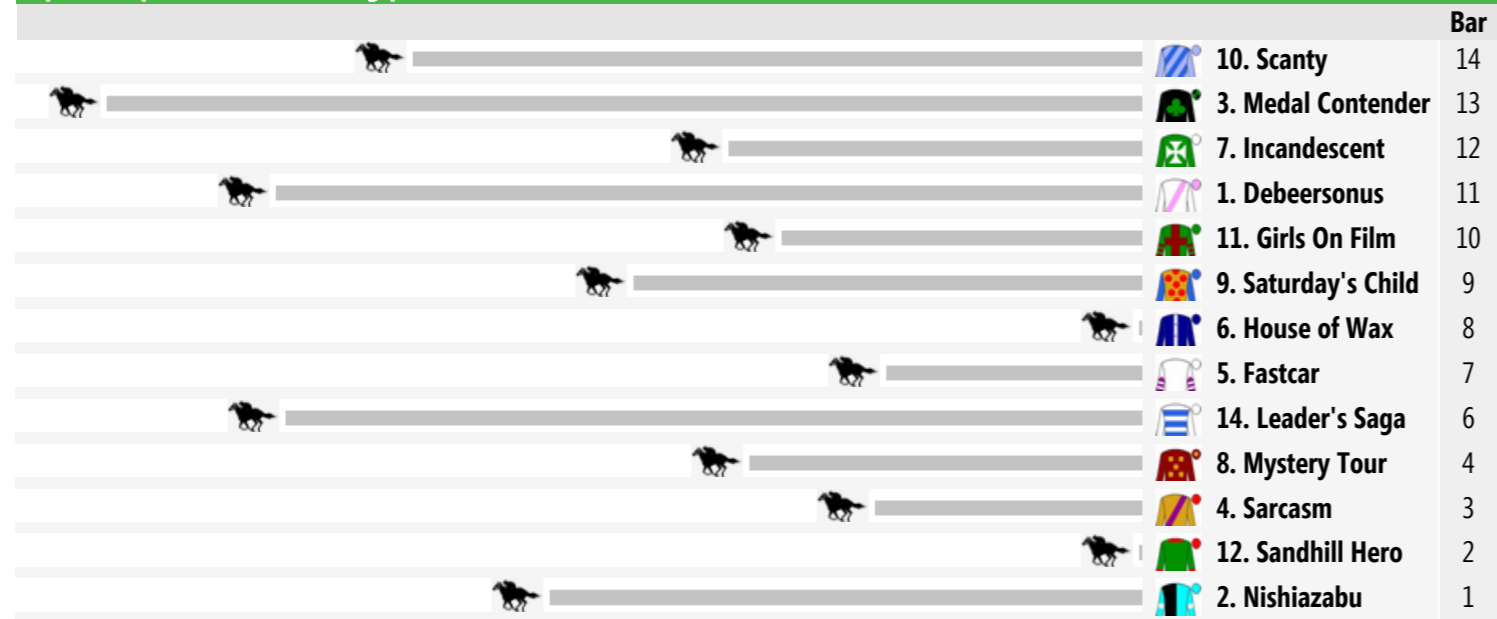 Bar
10. Scanty 14
3. Medal Contender 13
7. Incandescent 12
1. Debeersonus 11
11. Girls On Film 10
9. Saturday's Child 9
6. House of Wax 8
5. Fastcar 7
14. Leader's Saga 6
8. Mystery Tour 4
4. Sarcasm 3
12. Sandhill Hero 2
2. Nishiazabu 1